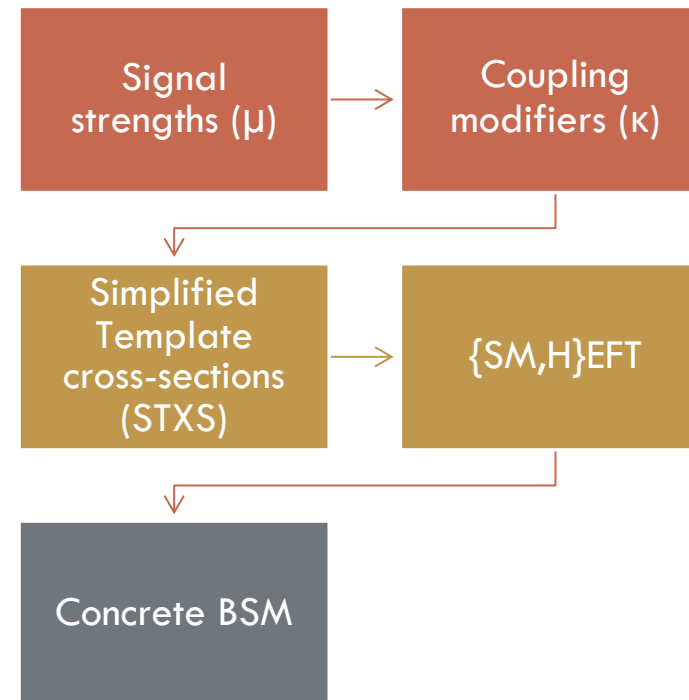 Signal
strengths (μ)
Coupling
modifiers (κ)
Simplified
Template
cross-sections
(STXS)
{SM,H}EFT
Concrete BSM